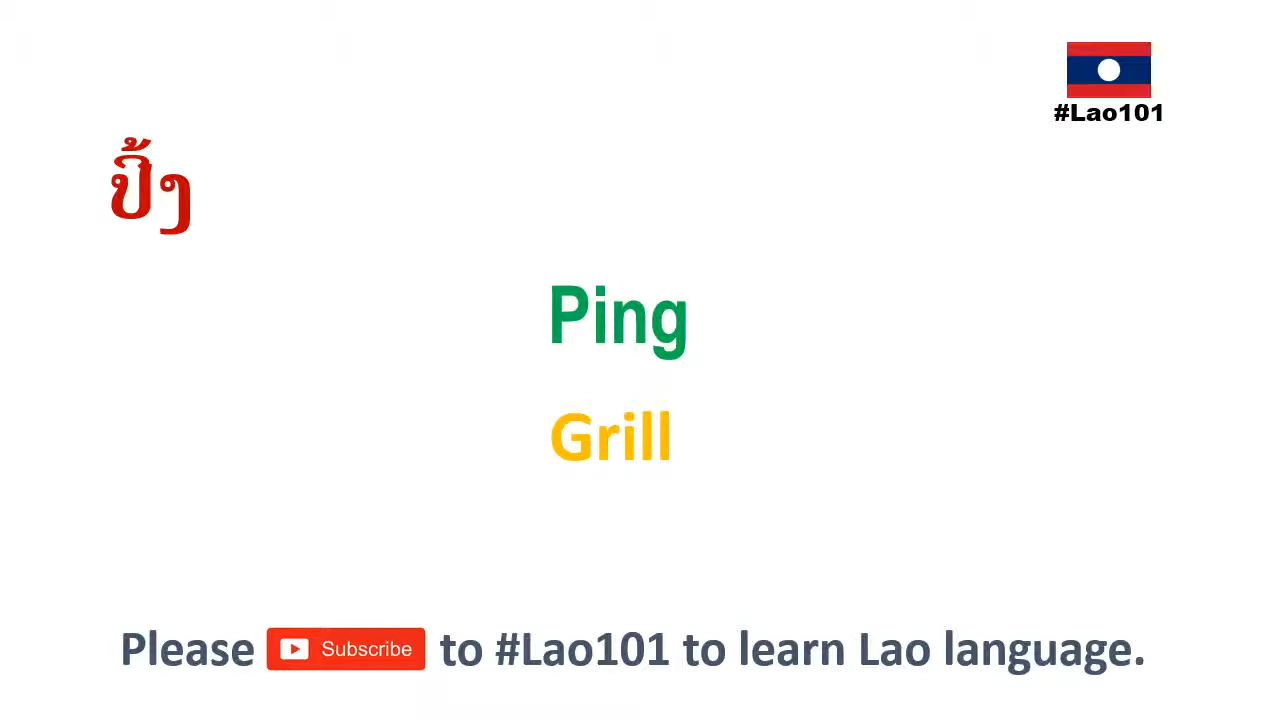 #Lao101
ປີ້ງ
Ping
Grill
Please Subscribe to #Lao101 to learn Lao language.